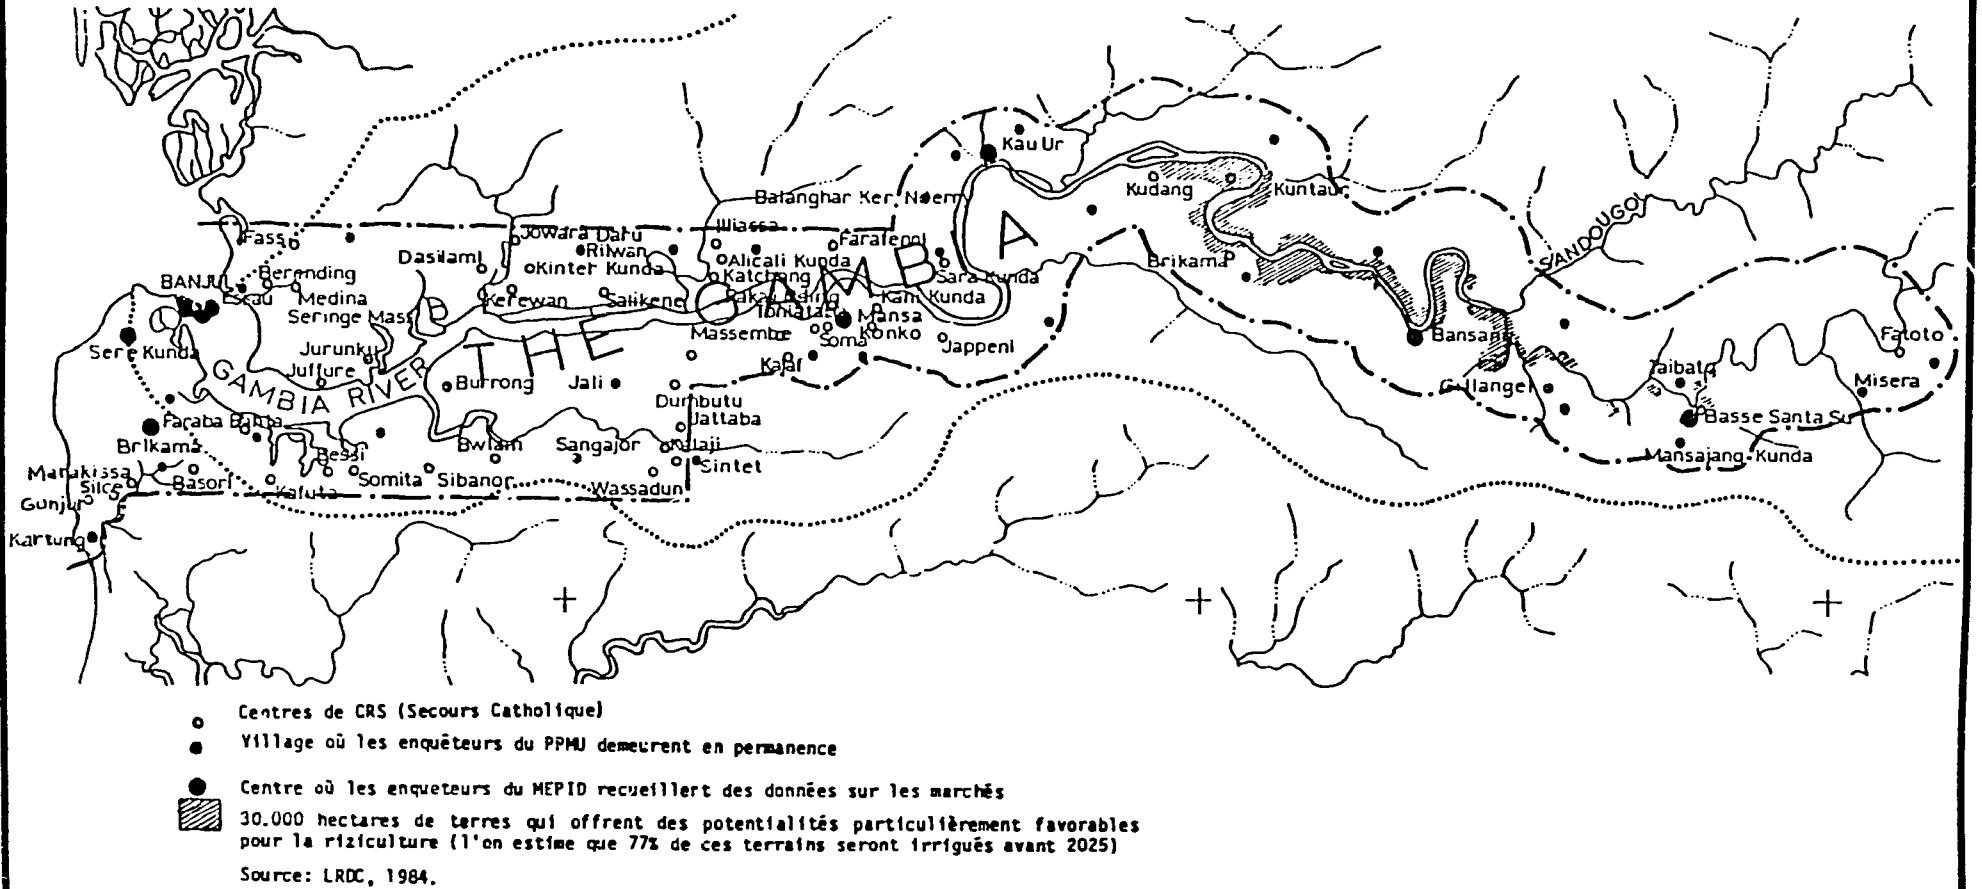 Kau Ur
Kudang
Kuntaur
Balanghar Ker Nderry
SANDOUGOU
Fass
Jowara Daru
Rilwan
Illiassa
Farafenni
Dasilami
Kinteh Kunda
Alicali Kunda
Katchang
Brikama
BANJUL
Berending
Essau
Medina
Seringe Mass
Kerewan
Salikene
Sara Kunda
Kani Kunda
THE GAMBIA
Massembe
Mansa
Konko
Soma
Jappeni
Bansang
Fatoto
Sere Kunda
Jurunku
Juffure
GAMBIA RIVER
Burrong
Jali
Kaiaf
Gallangel
Taibatu
Misera
Dumbutu
Jattaba
Basse Santa Su
Faraba Banta
Brikama
Bwiam
Sangajor
Kulaji
Sintet
Mansajang Kunda
Marakissa
Bessi
Silce
Basori
Kafuta
Somita
Sibanor
Wassadun
Gunjur
Kartung
Centres de CRS (Secours Catholique)
Village où les enquêteurs du PPMU demeurent en permanence
Centre où les enqueteurs du MEPID recueillert des données sur les marchés
30.000 hectares de terres qui offrent des potentialités particulièrement favorables
pour la riziculture (l'on estime que 77% de ces terrains seront irrigués avant 2025)
Source: LRDC, 1984.